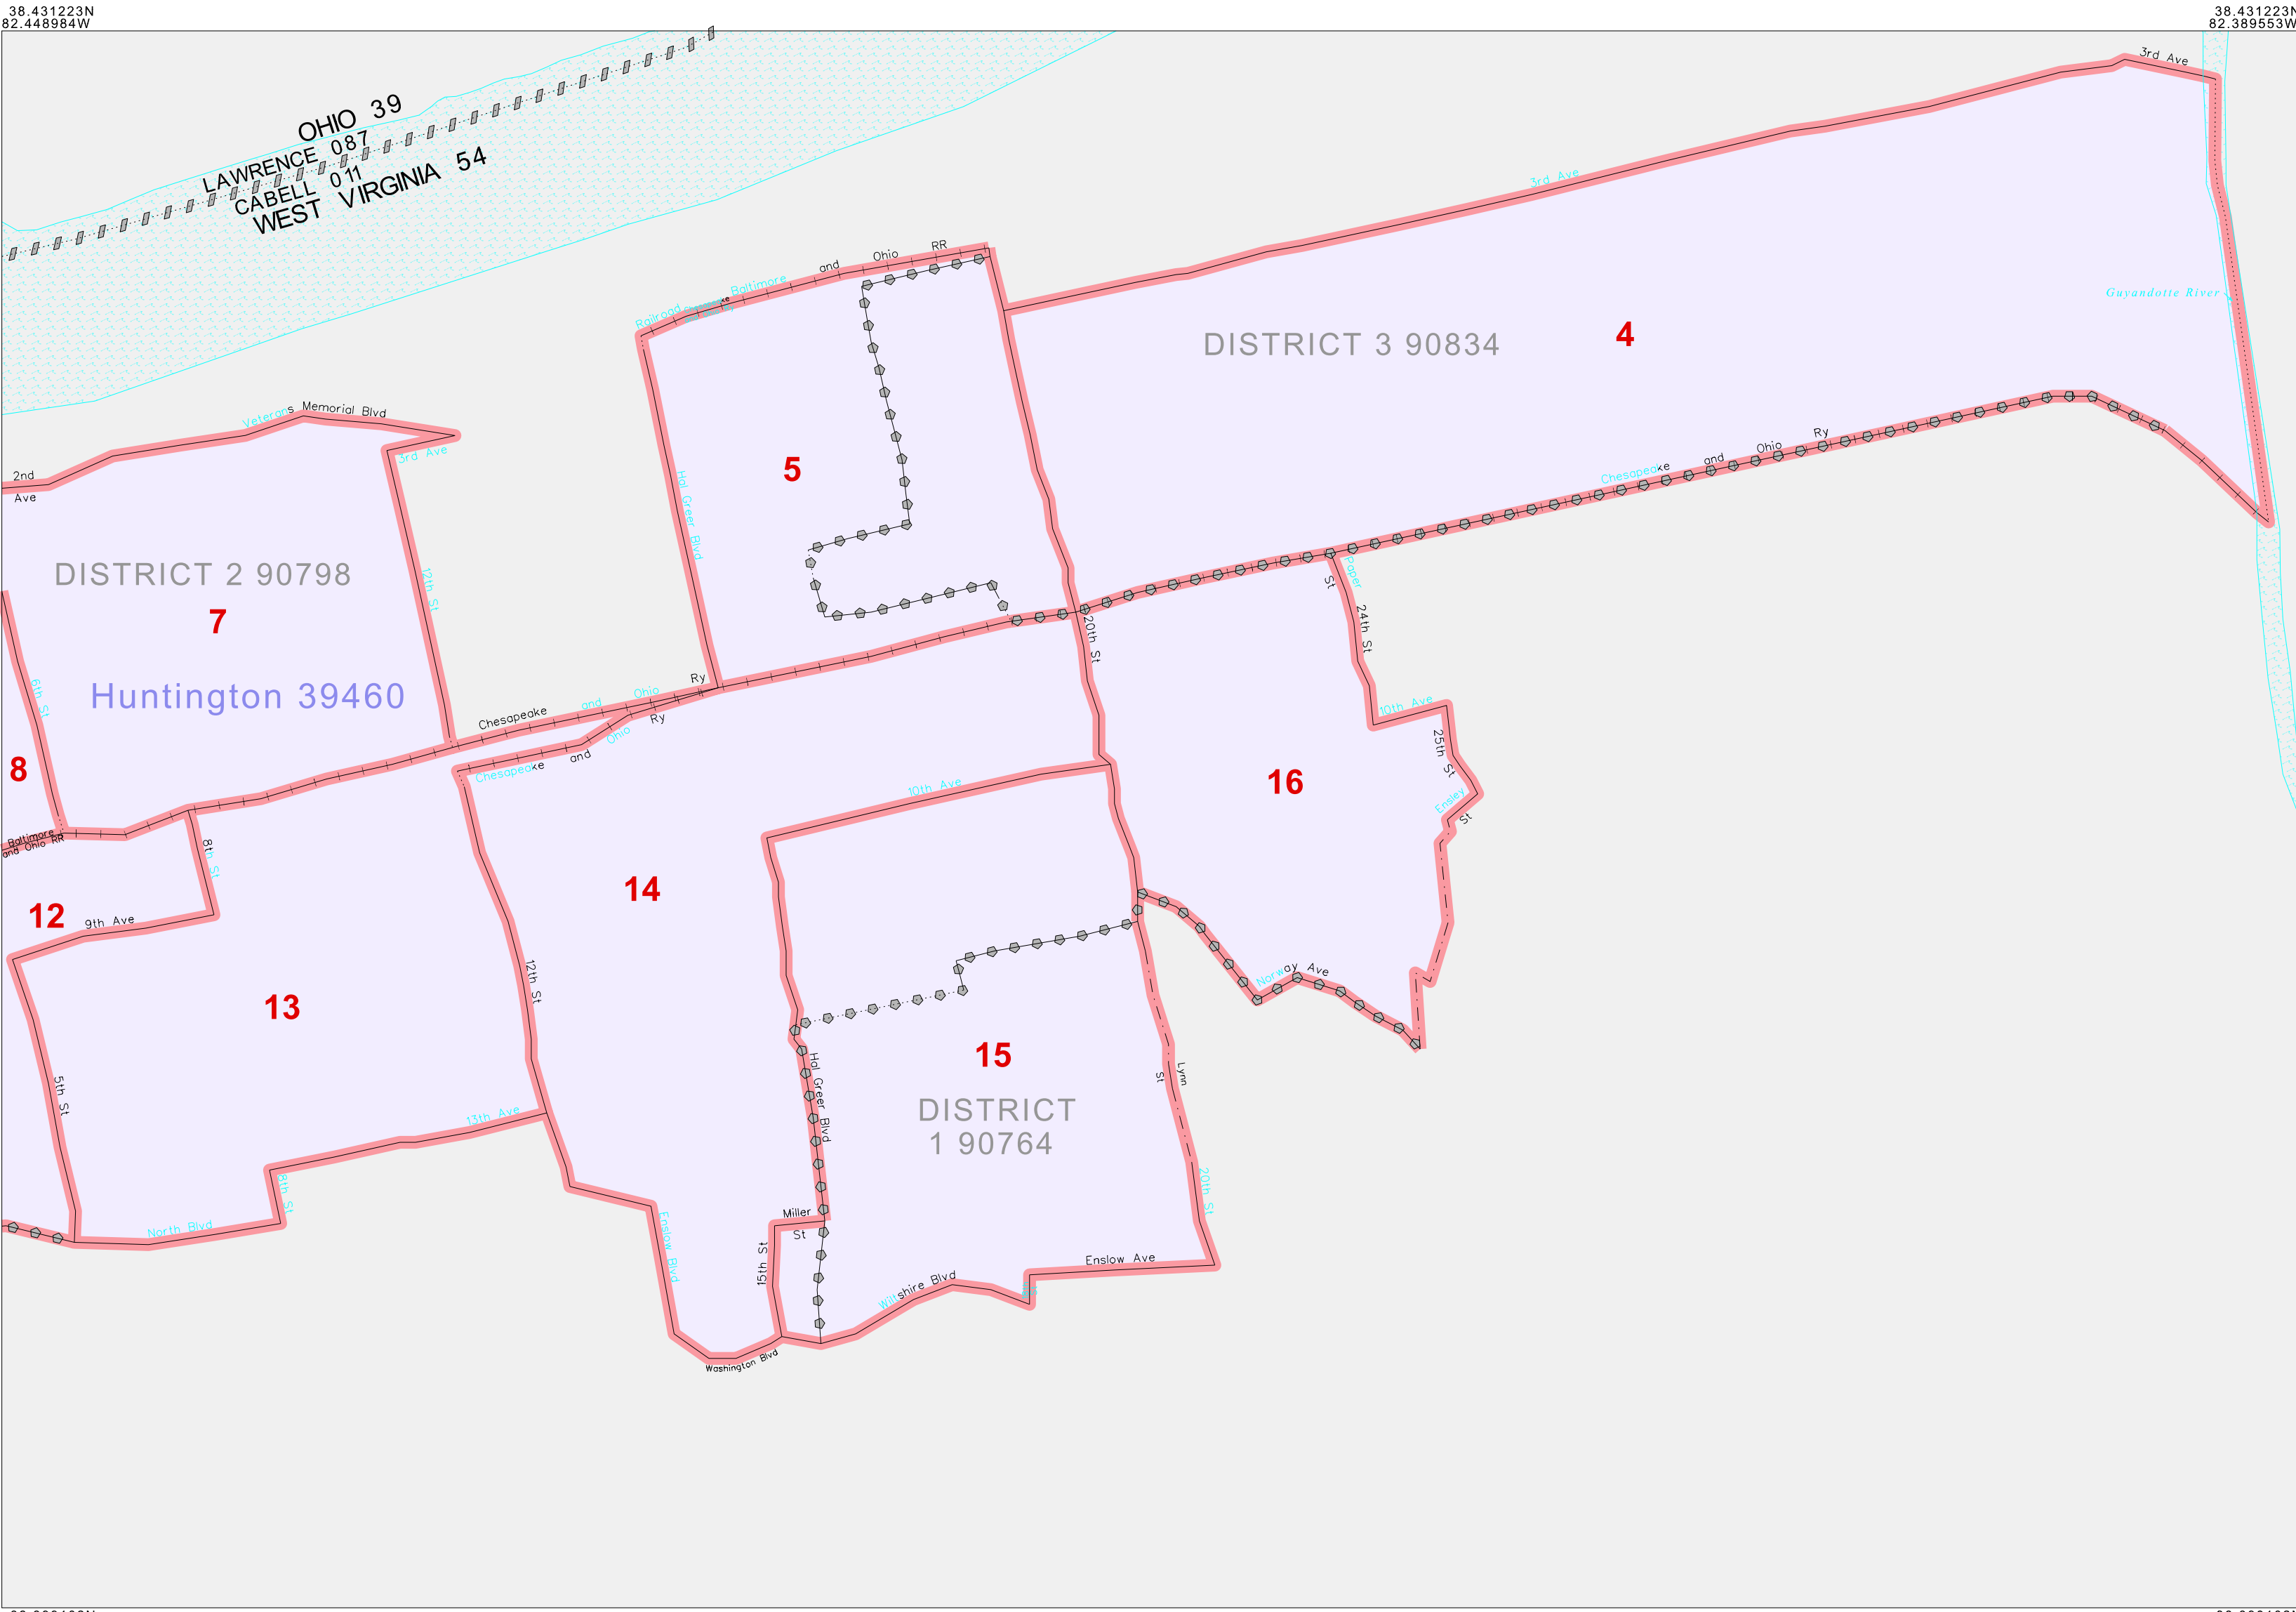 38.431223N
82.448984W
38.431223N
82.389553W
3rd Ave
OHIO 39
LAWRENCE 087
CABELL 011
WEST VIRGINIA 54
3rd Ave
Railroad
Baltimore
and
Ohio
RR
Guyandotte River
DISTRICT 3 90834
4
Veterans Memorial Blvd
3rd Ave
2nd
Ave
5
Hal Greer Blvd
Chesapeake
and
Ohio
Ry
DISTRICT 2 90798
7
12th St
Paper
St
24th St
20th St
Huntington 39460
6th St
10th Ave
Chesapeake
and
Ohio
Ry
Chesapeake
and
Ohio
Ry
25th St
Ensley
St
8
16
10th Ave
Baltimore
and Ohio RR
8th St
14
12
9th Ave
12th St
Norway Ave
13
15
Hal Greer Blvd
Lynn
St
5th St
DISTRICT
1 90764
13th Ave
8th St
20th St
North Blvd
Enslow Blvd
Miller
St
15th St
Enslow Ave
Wiltshire Blvd
Washington Blvd